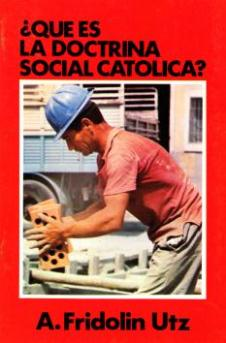 ¿QUE ES
LA DOCTRINA
SOCIAL CATOLICA?
A. Fridolin Utz